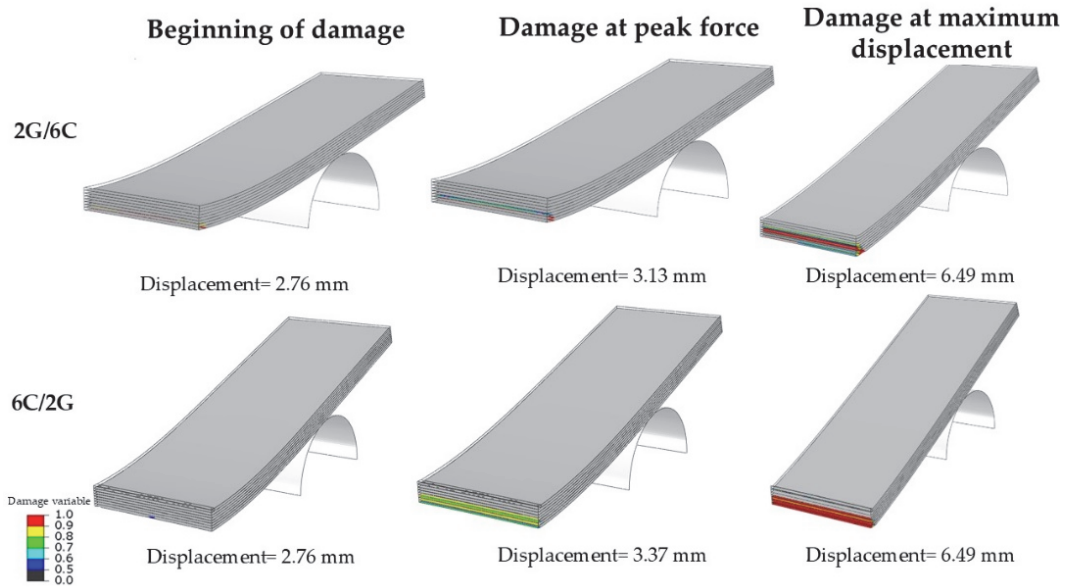 Beginning of damage
Damage at peak force
Damage at maximum
displacement
2G/6C
Displacement= 2.76 mm
Displacement= 3.13 mm
Displacement= 6.49 mm
6C/2G
Damage variable
1.0
0.9
0.8
0.7
0.6
0.5
0.0
Displacement= 2.76 mm
Displacement= 3.37 mm
Displacement= 6.49 mm